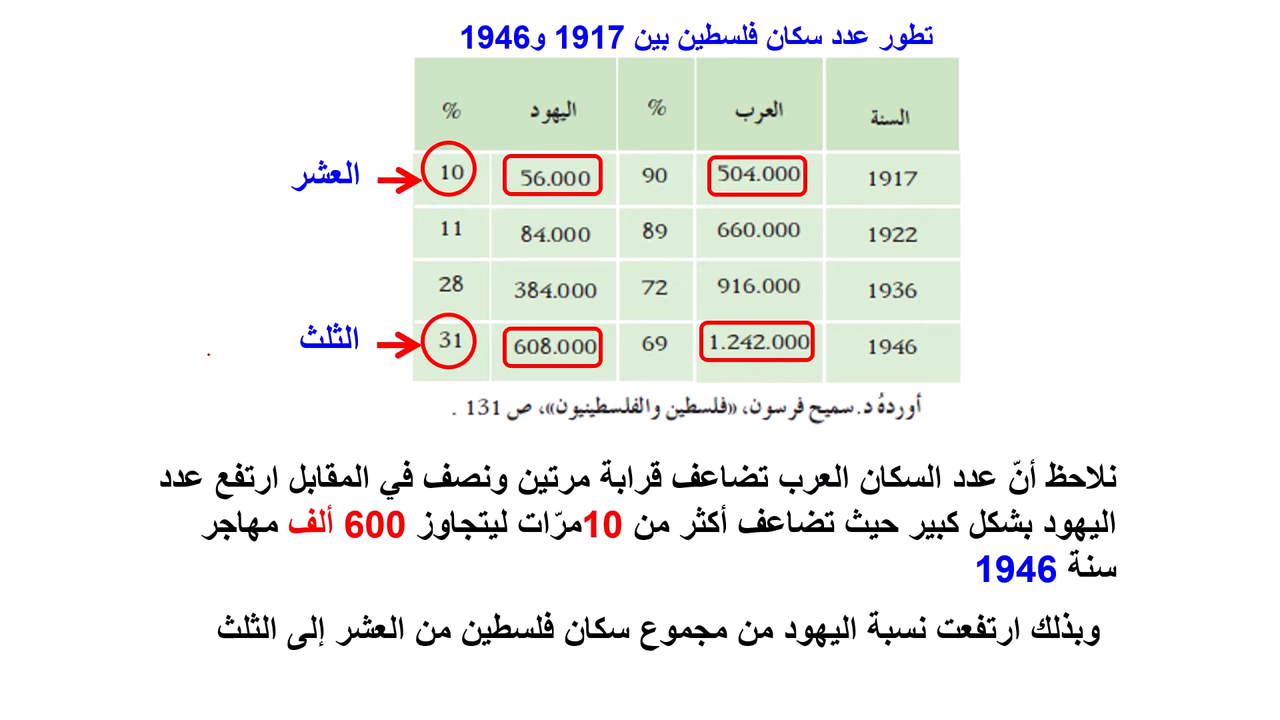 تطور عدد سكان فلسطين بين 1917 و1946
السنة العرب % اليهود %
1917 504.000 90 56.000 10 العشر
1922 660.000 89 84.000 11
1936 916.000 72 384.000 28
1946 1.242.000 69 608.000 31 الثلث
أوردهُ د. سميح فرسون، «فلسطين والفلسطينيون»، ص 131 .
نلاحظ أنّ عدد السكان العرب تضاعف قرابة مرتين ونصف في المقابل ارتفع عدد
اليهود بشكل كبير حيث تضاعف أكثر من 10مرّات ليتجاوز 600 ألف مهاجر
سنة 1946
وبذلك ارتفعت نسبة اليهود من مجموع سكان فلسطين من العشر إلى الثلث